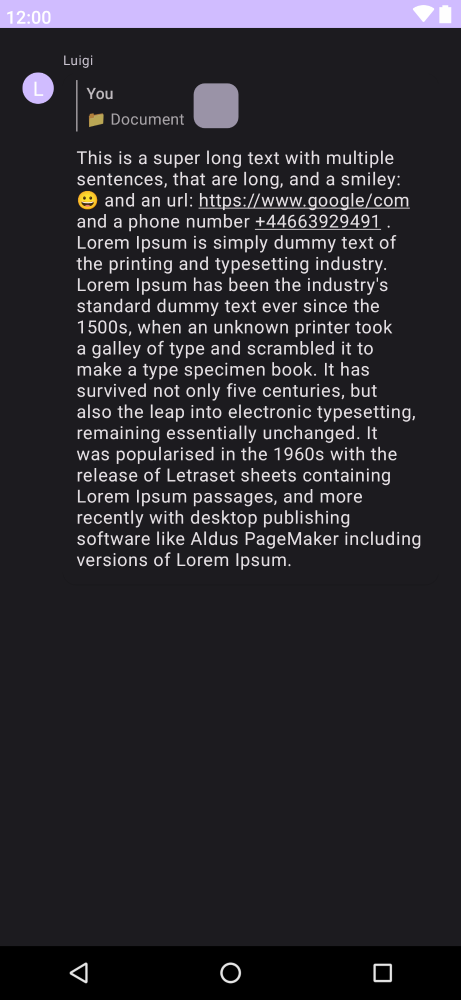 12:00
Luigi
L
You
📁 Document
This is a super long text with multiple
sentences, that are long, and a smiley:
😀 and an url: https://www.google/com
and a phone number +44663929491 .
Lorem Ipsum is simply dummy text of
the printing and typesetting industry.
Lorem Ipsum has been the industry's
standard dummy text ever since the
1500s, when an unknown printer took
a galley of type and scrambled it to
make a type specimen book. It has
survived not only five centuries, but
also the leap into electronic typesetting,
remaining essentially unchanged. It
was popularised in the 1960s with the
release of Letraset sheets containing
Lorem Ipsum passages, and more
recently with desktop publishing
software like Aldus PageMaker including
versions of Lorem Ipsum.